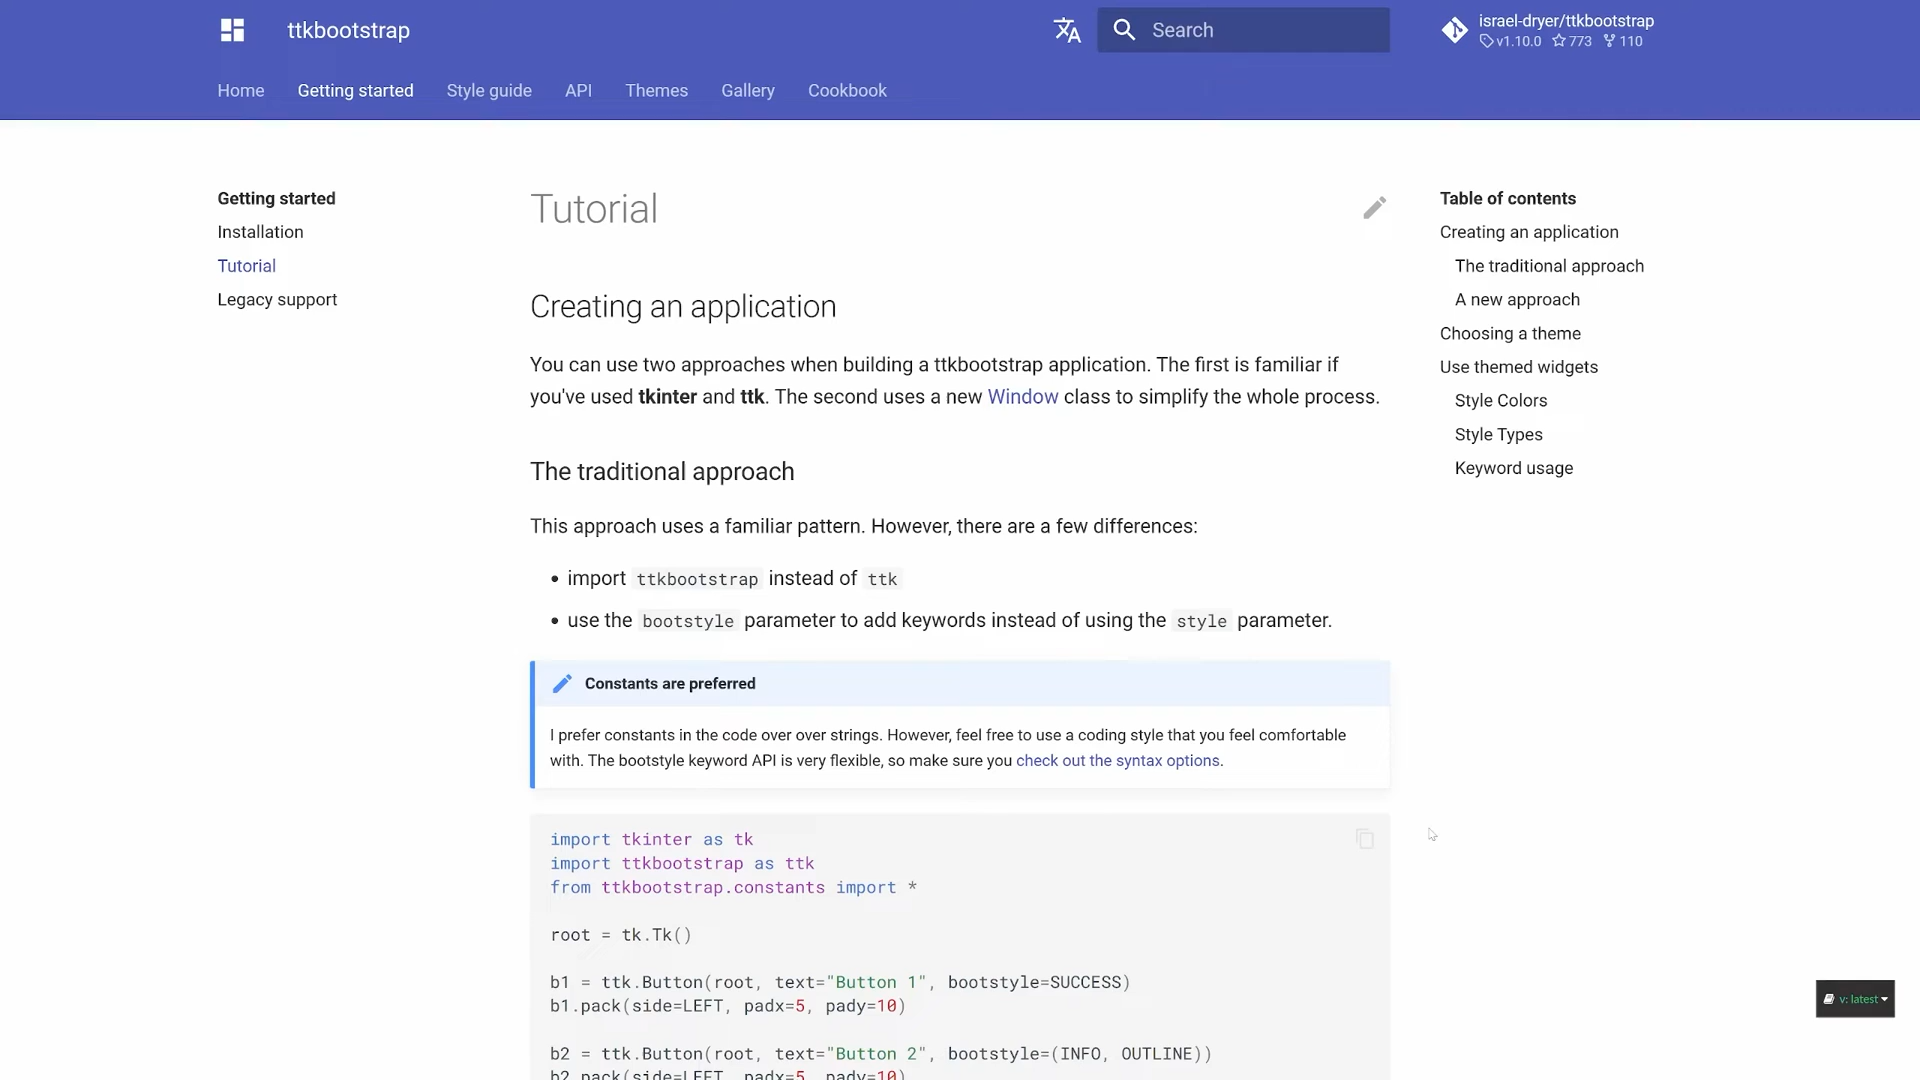 ttkbootstrap
Search
israel-dryer/ttkbootstrap
v1.10.0 773 110
Home Getting started Style guide API Themes Gallery Cookbook
Getting started
Installation
Tutorial
Legacy support
Tutorial
Creating an application
You can use two approaches when building a ttkbootstrap application. The first is familiar if
you've used tkinter and ttk. The second uses a new Window class to simplify the whole process.
The traditional approach
This approach uses a familiar pattern. However, there are a few differences:
• import ttkbootstrap instead of ttk
• use the bootstyle parameter to add keywords instead of using the style parameter.
Constants are preferred
I prefer constants in the code over over strings. However, feel free to use a coding style that you feel comfortable
with. The bootstyle keyword API is very flexible, so make sure you check out the syntax options.
import tkinter as tk
import ttkbootstrap as ttk
from ttkbootstrap.constants import *
root = tk.Tk()
b1 = ttk.Button(root, text="Button 1", bootstyle=SUCCESS)
b1.pack(side=LEFT, padx=5, pady=10)
b2 = ttk.Button(root, text="Button 2", bootstyle=(INFO, OUTLINE))
b2.pack(side=LEFT, padx=5, pady=10)
Table of contents
Creating an application
The traditional approach
A new approach
Choosing a theme
Use themed widgets
Style Colors
Style Types
Keyword usage
v: latest